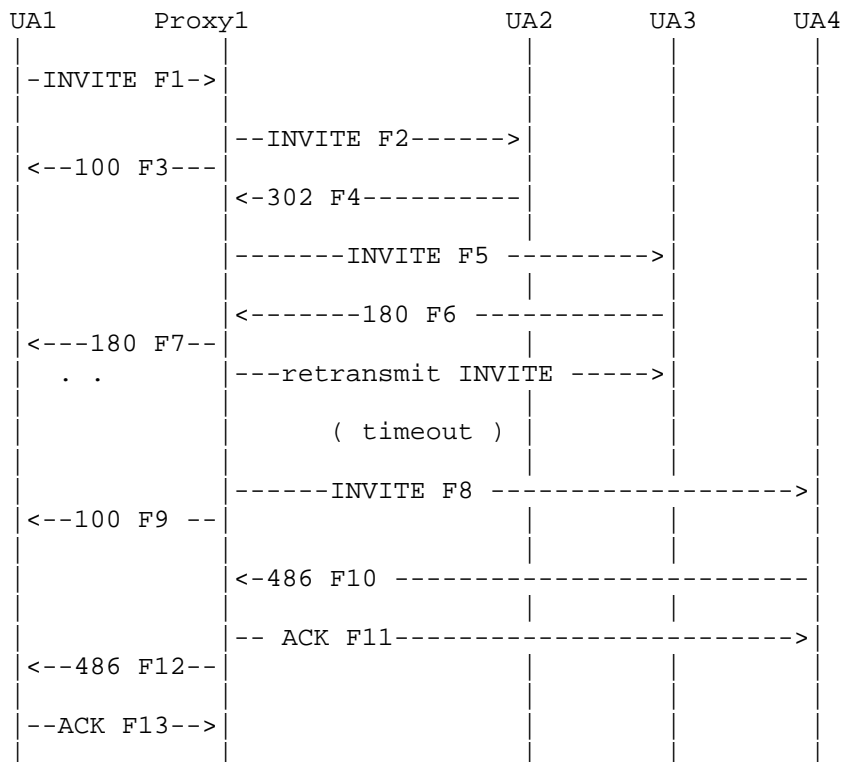 UA1 Proxy1 UA2 UA3 UA4
-INVITE F1->
--INVITE F2------>
<--100 F3---
<-302 F4----------
-------INVITE F5 --------->
<-------180 F6 ------------
<---180 F7--
. . ---retransmit INVITE ----->
( timeout )
------INVITE F8 ------------------->
<--100 F9 --
<-486 F10 --------------------------
-- ACK F11------------------------->
<--486 F12--
--ACK F13-->